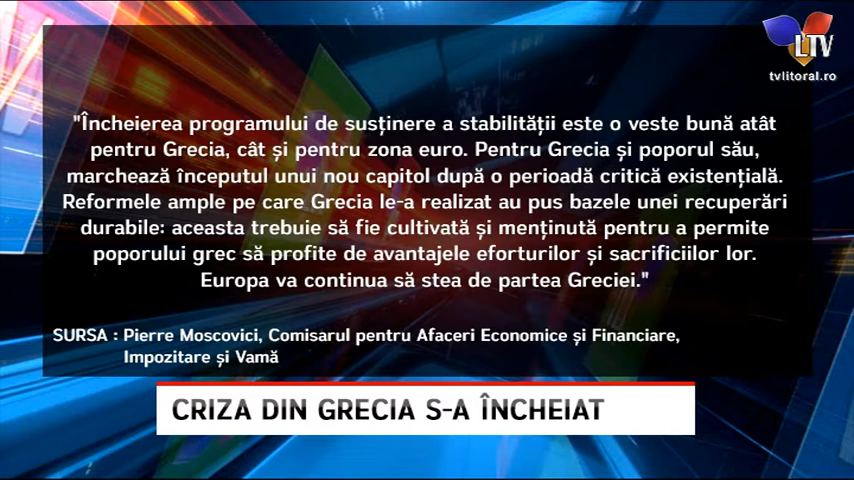 LTV
tvlitoral.ro
"Încheierea programului de susținere a stabilității este o veste bună atât
pentru Grecia, cât și pentru zona euro. Pentru Grecia și poporul său,
marchează începutul unui nou capitol după o perioadă critică existențială.
Reformele ample pe care Grecia le-a realizat au pus bazele unei recuperări
durabile: aceasta trebuie să fie cultivată și menținută pentru a permite
poporului grec să profite de avantajele eforturilor și sacrificiilor lor.
Europa va continua să stea de partea Greciei."
SURSA : Pierre Moscovici, Comisarul pentru Afaceri Economice și Financiare,
Impozitare și Vamă
CRIZA DIN GRECIA S-A ÎNCHEIAT